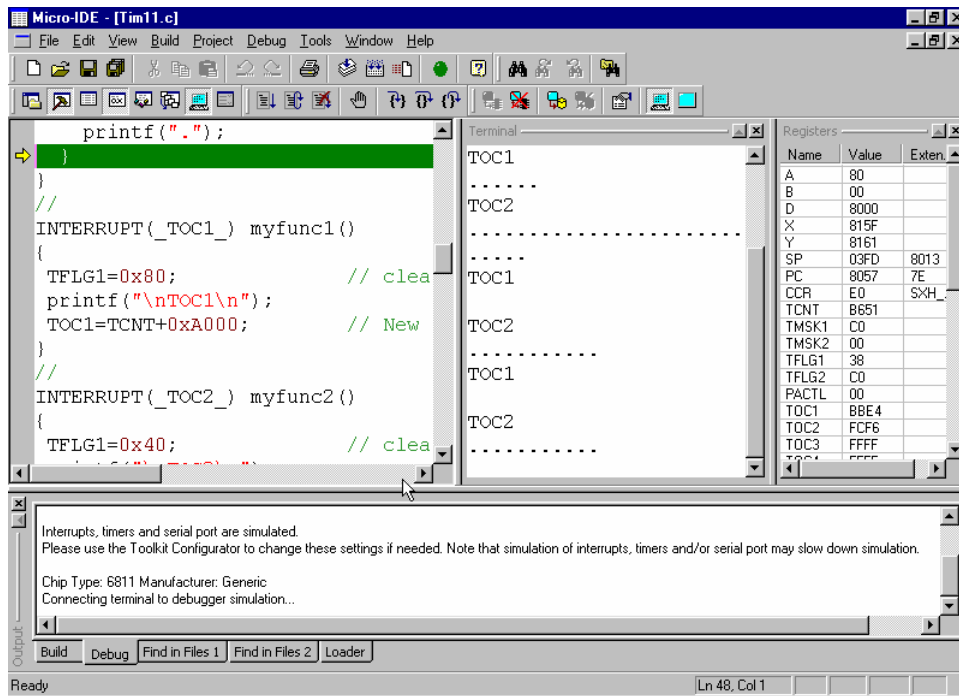 Micro-IDE - [Tim11.c]
File Edit View Build Project Debug Tools Window Help
printf(".");
}
}
//
INTERRUPT(_TOC1_) myfunc1()
{
TFLG1=0x80; // clea
printf("\nTOC1\n");
TOC1=TCNT+0xA000; // New
}
//
INTERRUPT(_TOC2_) myfunc2()
{
TFLG1=0x40; // clea
Terminal
TOC1
......
TOC2
.......................
.....
TOC1
TOC2
...........
TOC1
TOC2
...........
Registers
Name Value Exten.
A 80
B 00
D 8000
X 815F
Y 8161
SP 03FD 8013
PC 8057 7E
CCR E0 SXH_
TCNT B651
TMSK1 C0
TMSK2 00
TFLG1 38
TFLG2 C0
PACTL 00
TOC1 BBE4
TOC2 FCF6
TOC3 FFFF
Interrupts, timers and serial port are simulated.
Please use the Toolkit Configurator to change these settings if needed. Note that simulation of interrupts, timers and/or serial port may slow down simulation.
Chip Type: 6811 Manufacturer: Generic
Connecting terminal to debugger simulation...
Output
Build Debug Find in Files 1 Find in Files 2 Loader
Ready Ln 48, Col 1